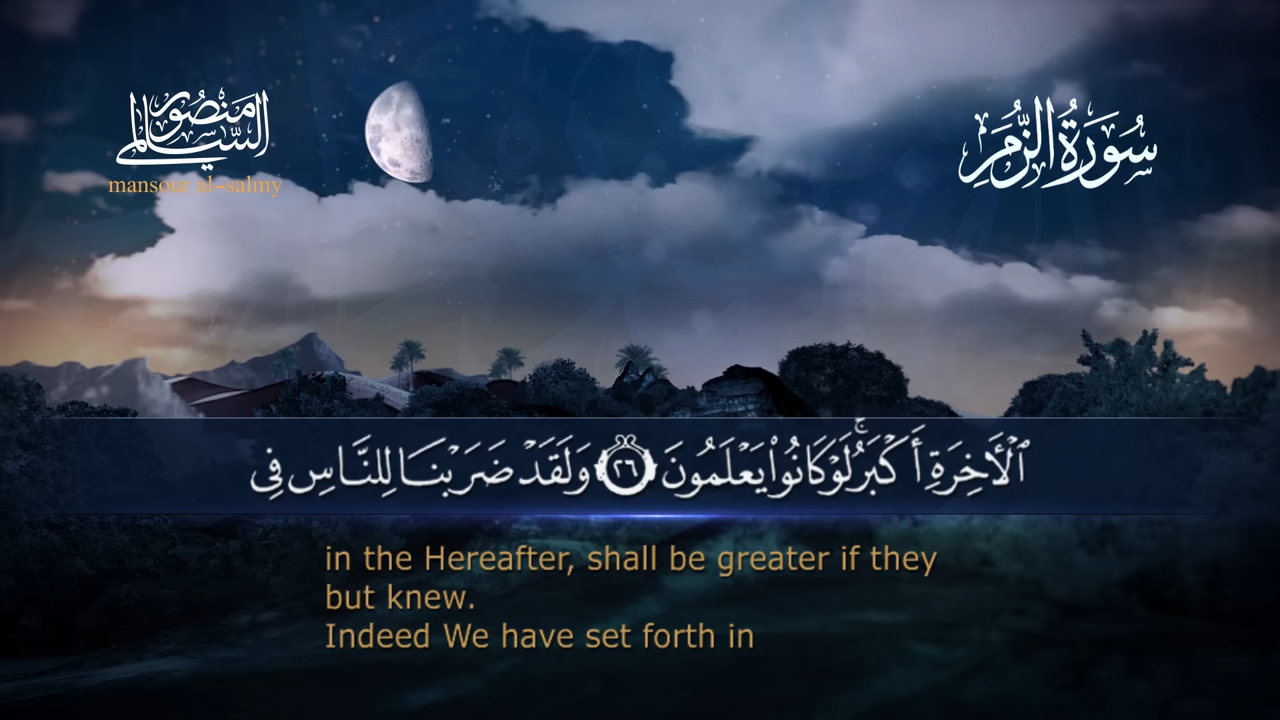 منصور
السالمي
mansour al-salmy
سُورَةُ الزُّمَرِ
ٱلْأَخِرَةِ أَكْبَرُ ۚ لَوْ كَانُوا۟ يَعْلَمُونَ ٢٦ وَلَقَدْ ضَرَبْنَا لِلنَّاسِ فِى
in the Hereafter, shall be greater if they
but knew.
Indeed We have set forth in